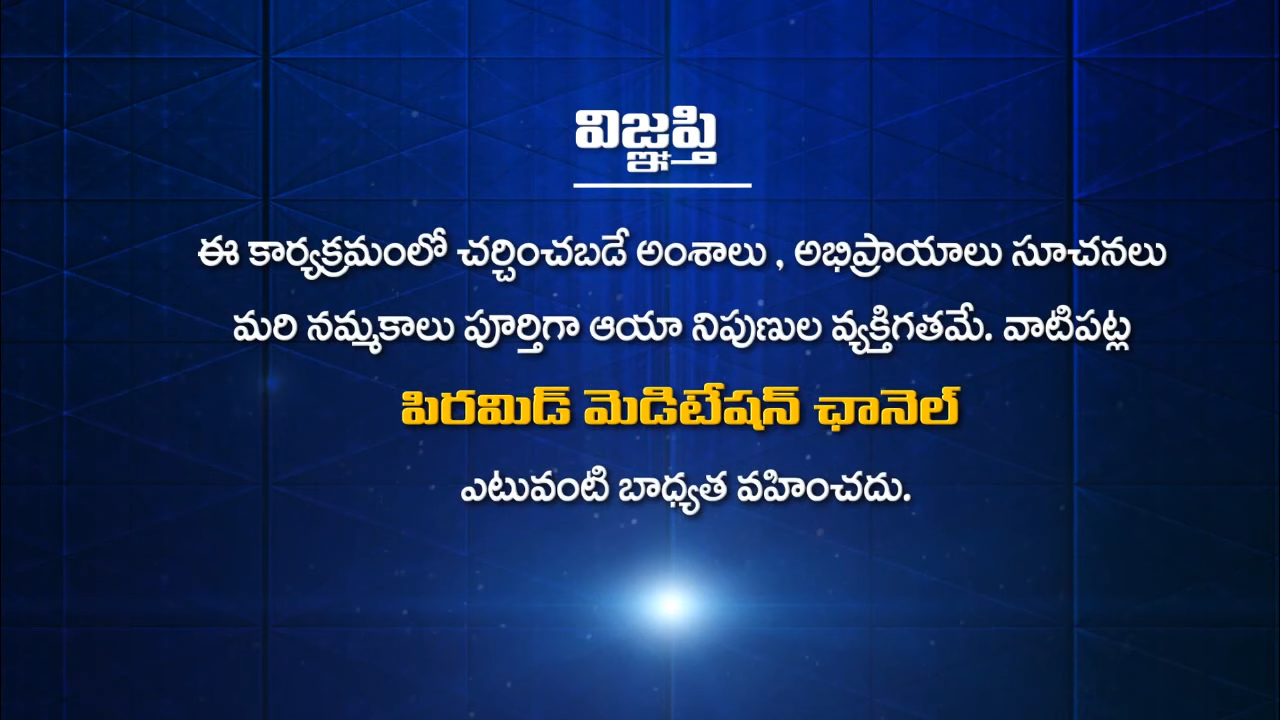 విజ్ఞప్తి
ఈ కార్యక్రమంలో చర్చించబడే అంశాలు , అభిప్రాయాలు సూచనలు
మరి నమ్మకాలు పూర్తిగా ఆయా నిపుణుల వ్యక్తిగతమే. వాటిపట్ల
పిరమిడ్ మెడిటేషన్ ఛానెల్
ఎటువంటి బాధ్యత వహించదు.